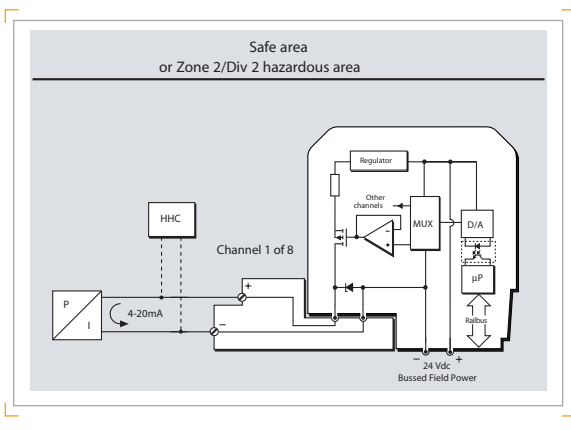 Safe area
or Zone 2/Div 2 hazardous area
Regulator
Other
channels
MUX
D/A
HHC
−
+
Channel 1 of 8
µP
+
P
I
4-20mA
Railbus
−
− +
24 Vdc
Bussed Field Power